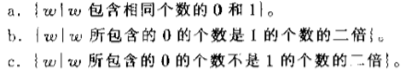 a. {w|w 包含相同个数的 0 和 1}。
b. {w|w 所包含的 0 的个数是 1 的个数的二倍}。
c. {w|w 所包含的 0 的个数不是 1 的个数的二倍}。